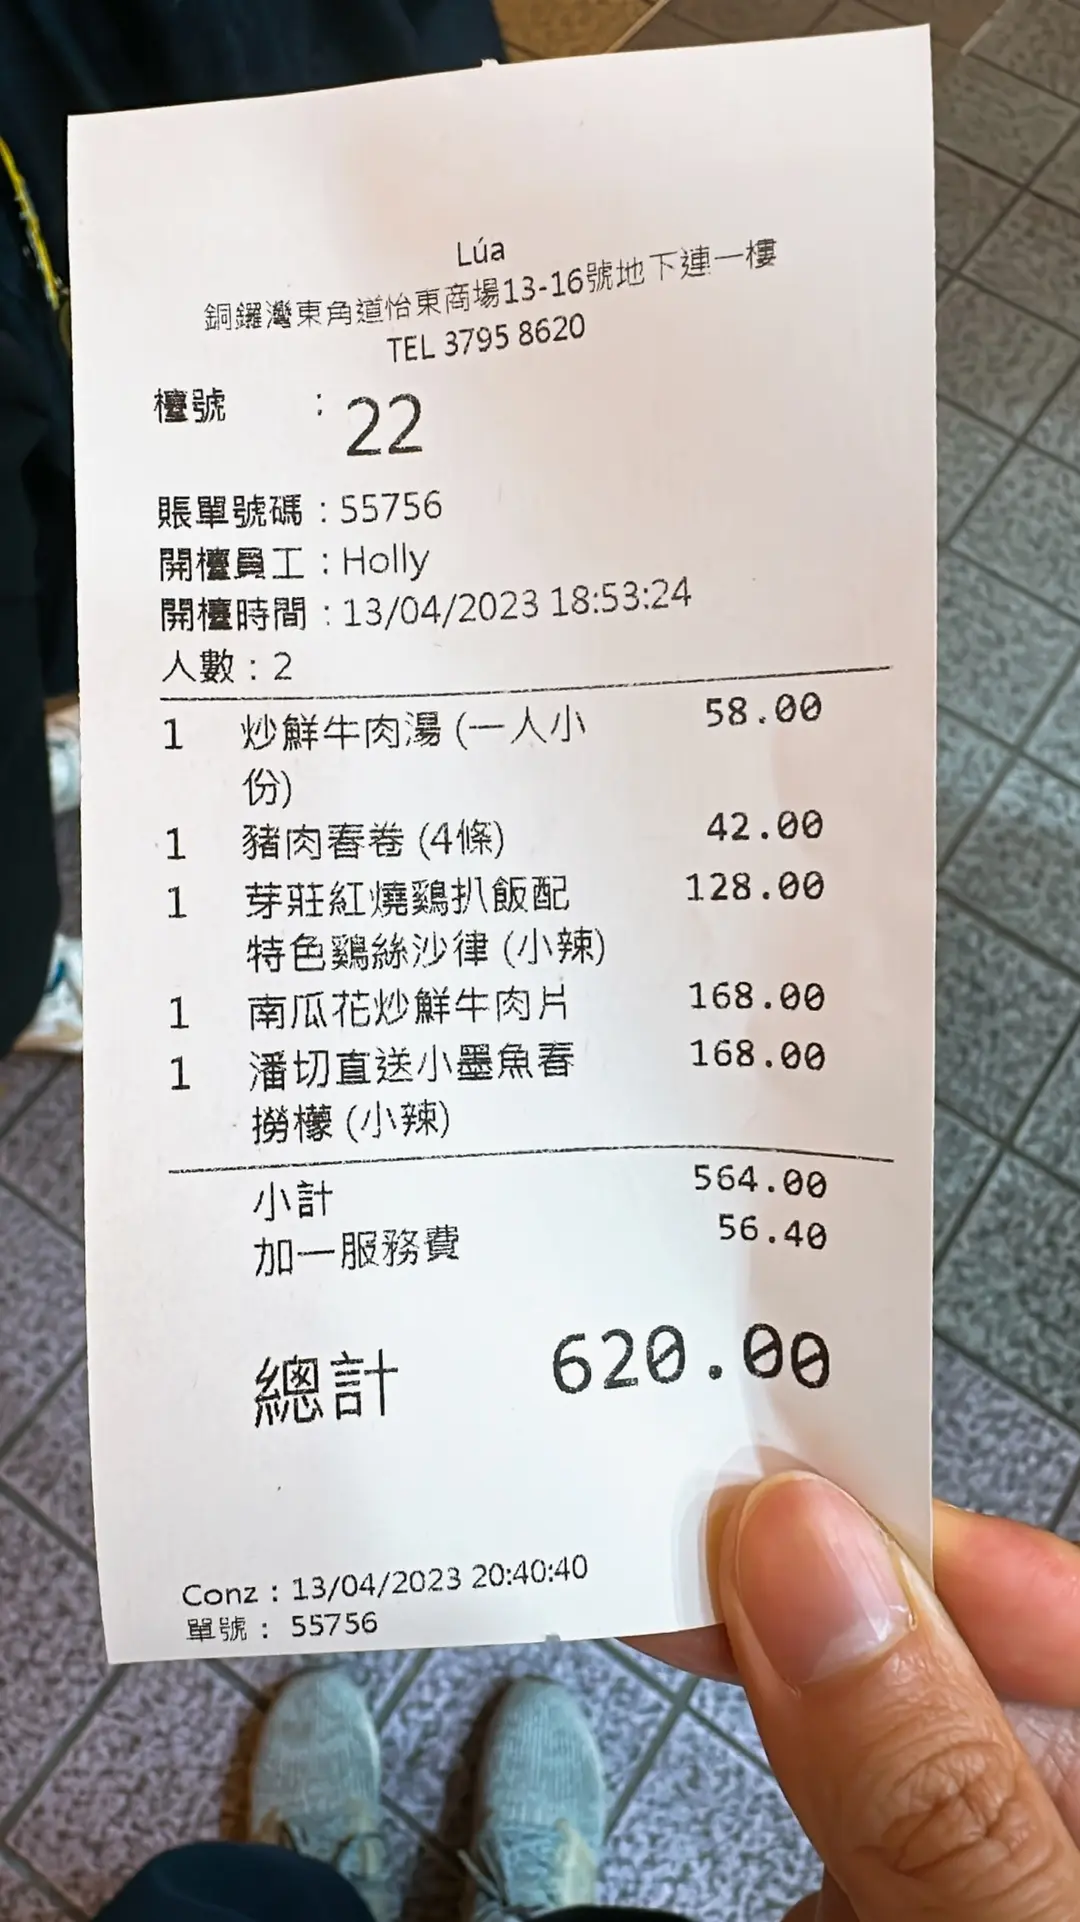 Lúa
銅鑼灣東角道怡東商場13-16號地下連一樓
TEL 3795 8620
檯號 : 22
賬單號碼 : 55756
開檯員工 : Holly
開檯時間 : 13/04/2023 18:53:24
人數 : 2
1 炒鮮牛肉湯 (一人小 58.00
份)
1 豬肉春卷 (4條) 42.00
1 芽莊紅燒鷄扒飯配 128.00
特色鷄絲沙律 (小辣)
1 南瓜花炒鮮牛肉片 168.00
1 潘切直送小墨魚春 168.00
撈檬 (小辣)
小計 564.00
加一服務費 56.40
總計 620.00
Conz : 13/04/2023 20:40:40
單號 : 55756